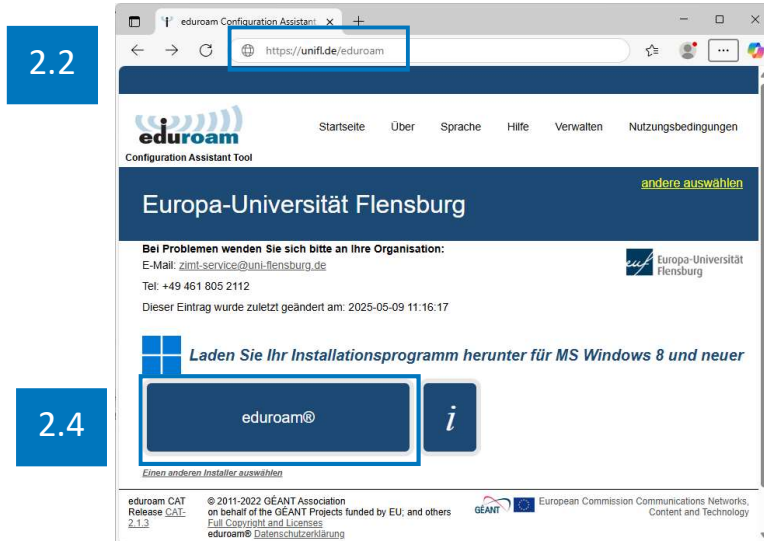 eduroam Configuration Assistant
2.2
https://unifl.de/eduroam
eduroam
Configuration Assistant Tool
Startseite Über Sprache Hilfe Verwalten Nutzungsbedingungen
andere auswählen
Europa-Universität Flensburg
Bei Problemen wenden Sie sich bitte an Ihre Organisation:
E-Mail: zimt-service@uni-flensburg.de
Tel: +49 461 805 2112
Dieser Eintrag wurde zuletzt geändert am: 2025-05-09 11:16:17
euf Europa-Universität
Flensburg
Laden Sie Ihr Installationsprogramm herunter für MS Windows 8 und neuer
2.4
eduroam®
i
Einen anderen Installer auswählen
eduroam CAT
Release CAT-
2.1.3
© 2011-2022 GÉANT Association
on behalf of the GÉANT Projects funded by EU; and others
Full Copyright and Licenses
eduroam® Datenschutzerklärung
GÉANT
European Commission Communications Networks,
Content and Technology